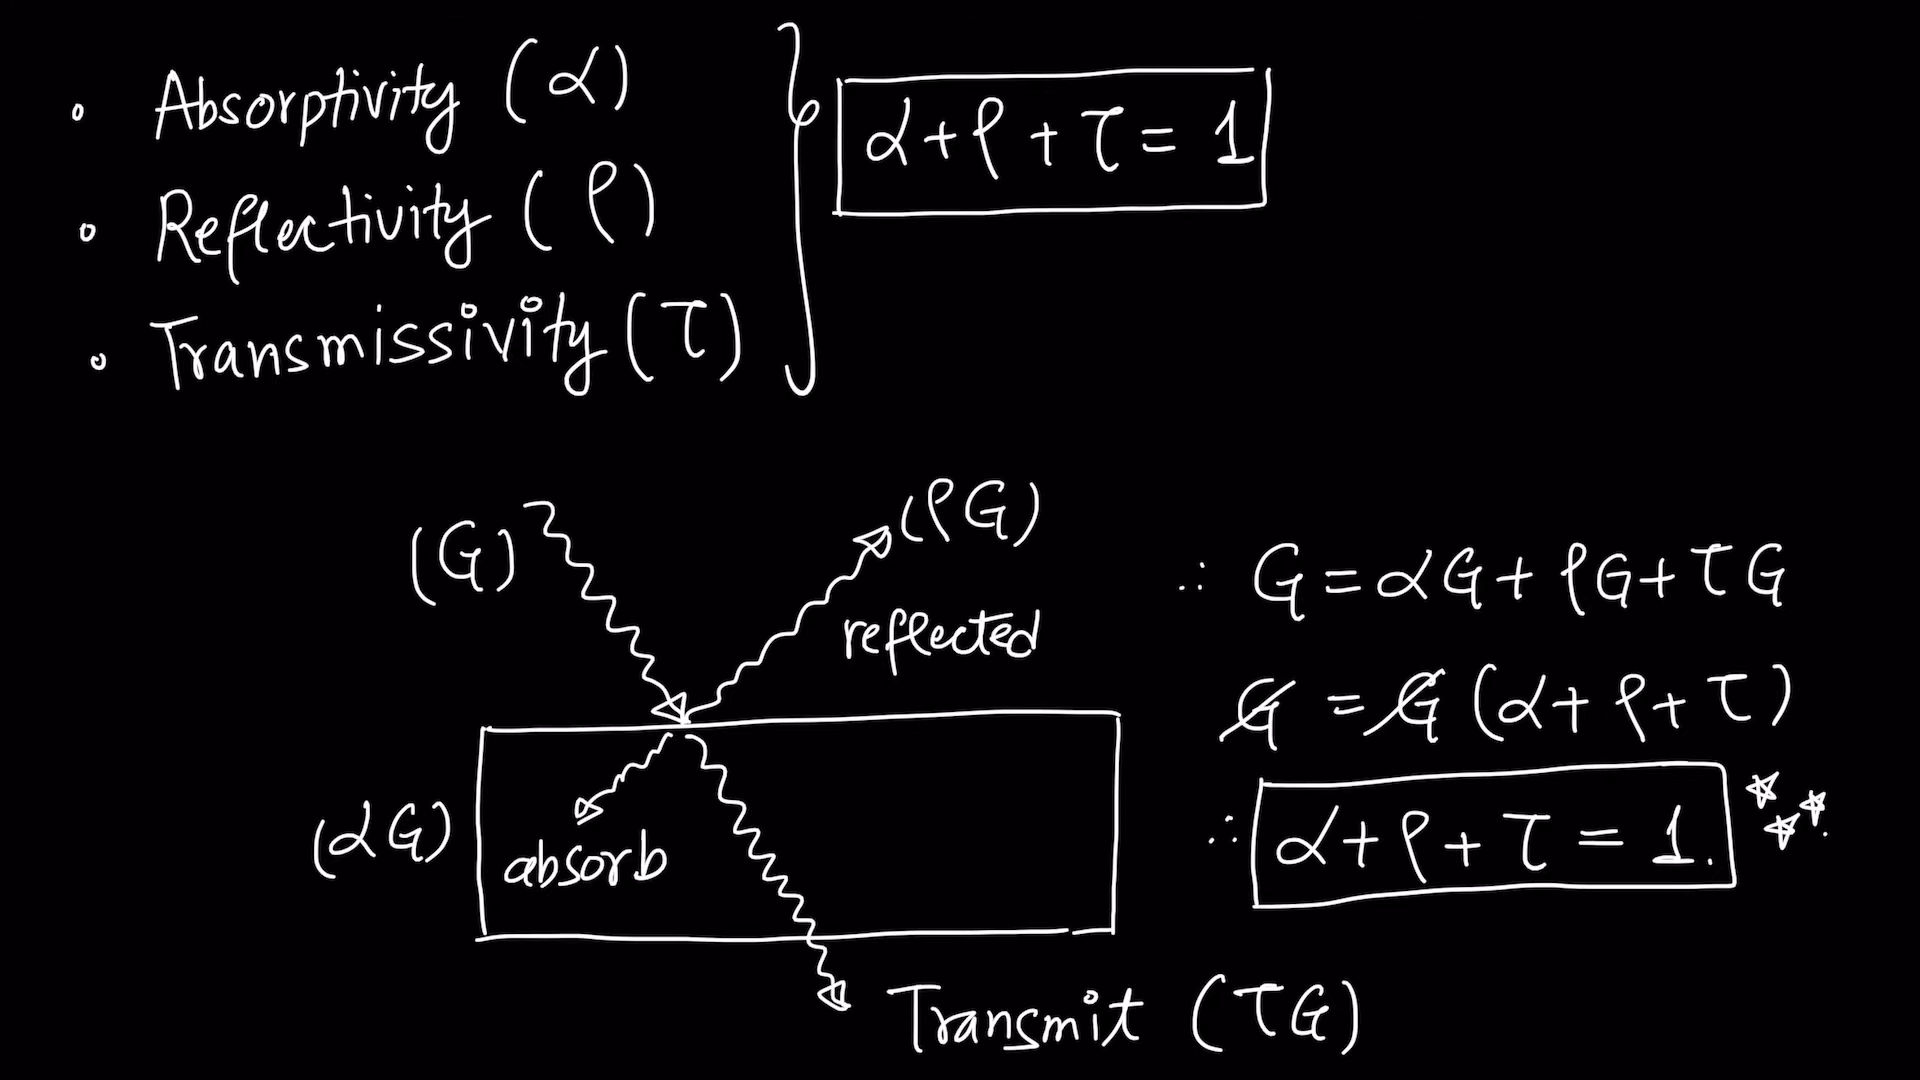 • Absorptivity (α)
• Reflectivity (ρ)
• Transmissivity (τ)
α + ρ + τ = 1
(G)
(ρG)
reflected
(αG)
absorb
Transmit (τG)
∴ G = αG + ρG + τG
G = G (α + ρ + τ)
∴ α + ρ + τ = 1.